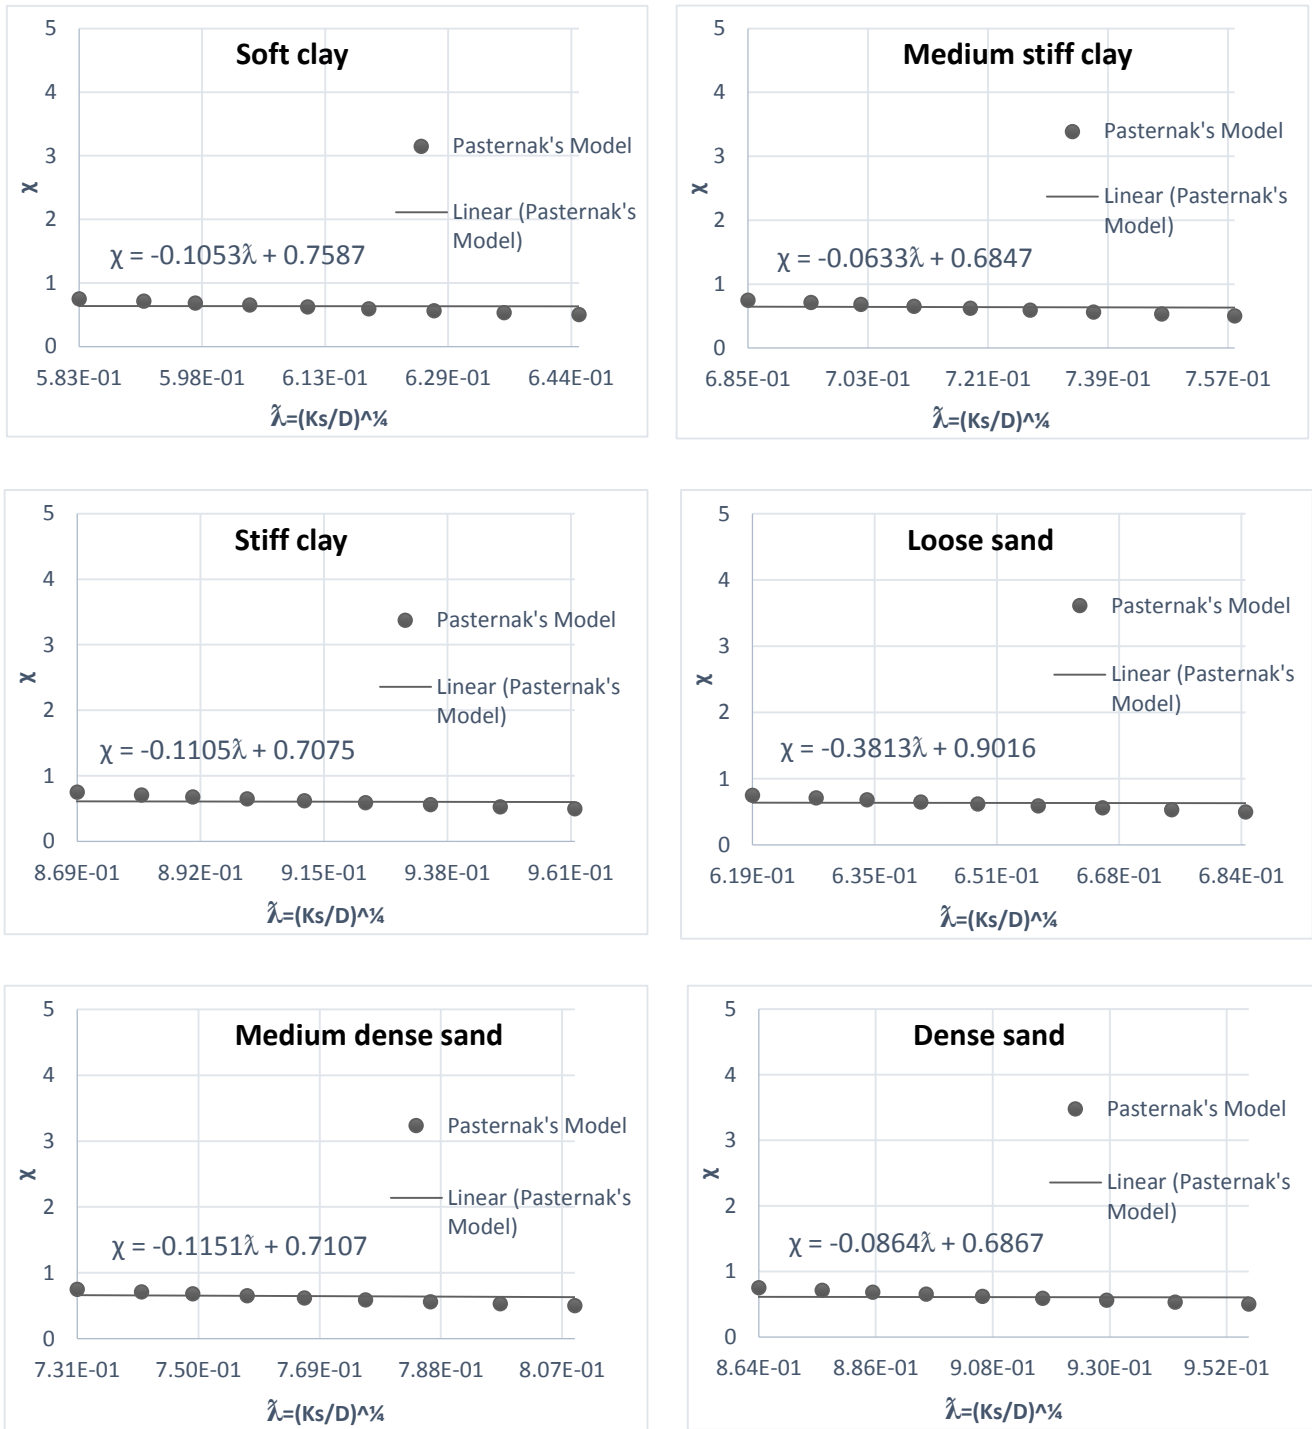 Soft clay
5
4
3
2
1
0
χ
Pasternak's Model
Linear (Pasternak's
Model)
χ = -0.1053λ̃ + 0.7587
5.83E-01 5.98E-01 6.13E-01 6.29E-01 6.44E-01
λ̃=(Ks/D)^¼
Medium stiff clay
5
4
3
2
1
0
χ
Pasternak's Model
Linear (Pasternak's
Model)
χ = -0.0633λ̃ + 0.6847
6.85E-01 7.03E-01 7.21E-01 7.39E-01 7.57E-01
λ̃=(Ks/D)^¼
Stiff clay
5
4
3
2
1
0
χ
Pasternak's Model
Linear (Pasternak's
Model)
χ = -0.1105λ̃ + 0.7075
8.69E-01 8.92E-01 9.15E-01 9.38E-01 9.61E-01
λ̃=(Ks/D)^¼
Loose sand
5
4
3
2
1
0
χ
Pasternak's Model
Linear (Pasternak's
Model)
χ = -0.3813λ̃ + 0.9016
6.19E-01 6.35E-01 6.51E-01 6.68E-01 6.84E-01
λ̃=(Ks/D)^¼
Medium dense sand
5
4
3
2
1
0
χ
Pasternak's Model
Linear (Pasternak's
Model)
χ = -0.1151λ̃ + 0.7107
7.31E-01 7.50E-01 7.69E-01 7.88E-01 8.07E-01
λ̃=(Ks/D)^¼
Dense sand
5
4
3
2
1
0
χ
Pasternak's Model
Linear (Pasternak's
Model)
χ = -0.0864λ̃ + 0.6867
8.64E-01 8.86E-01 9.08E-01 9.30E-01 9.52E-01
λ̃=(Ks/D)^¼